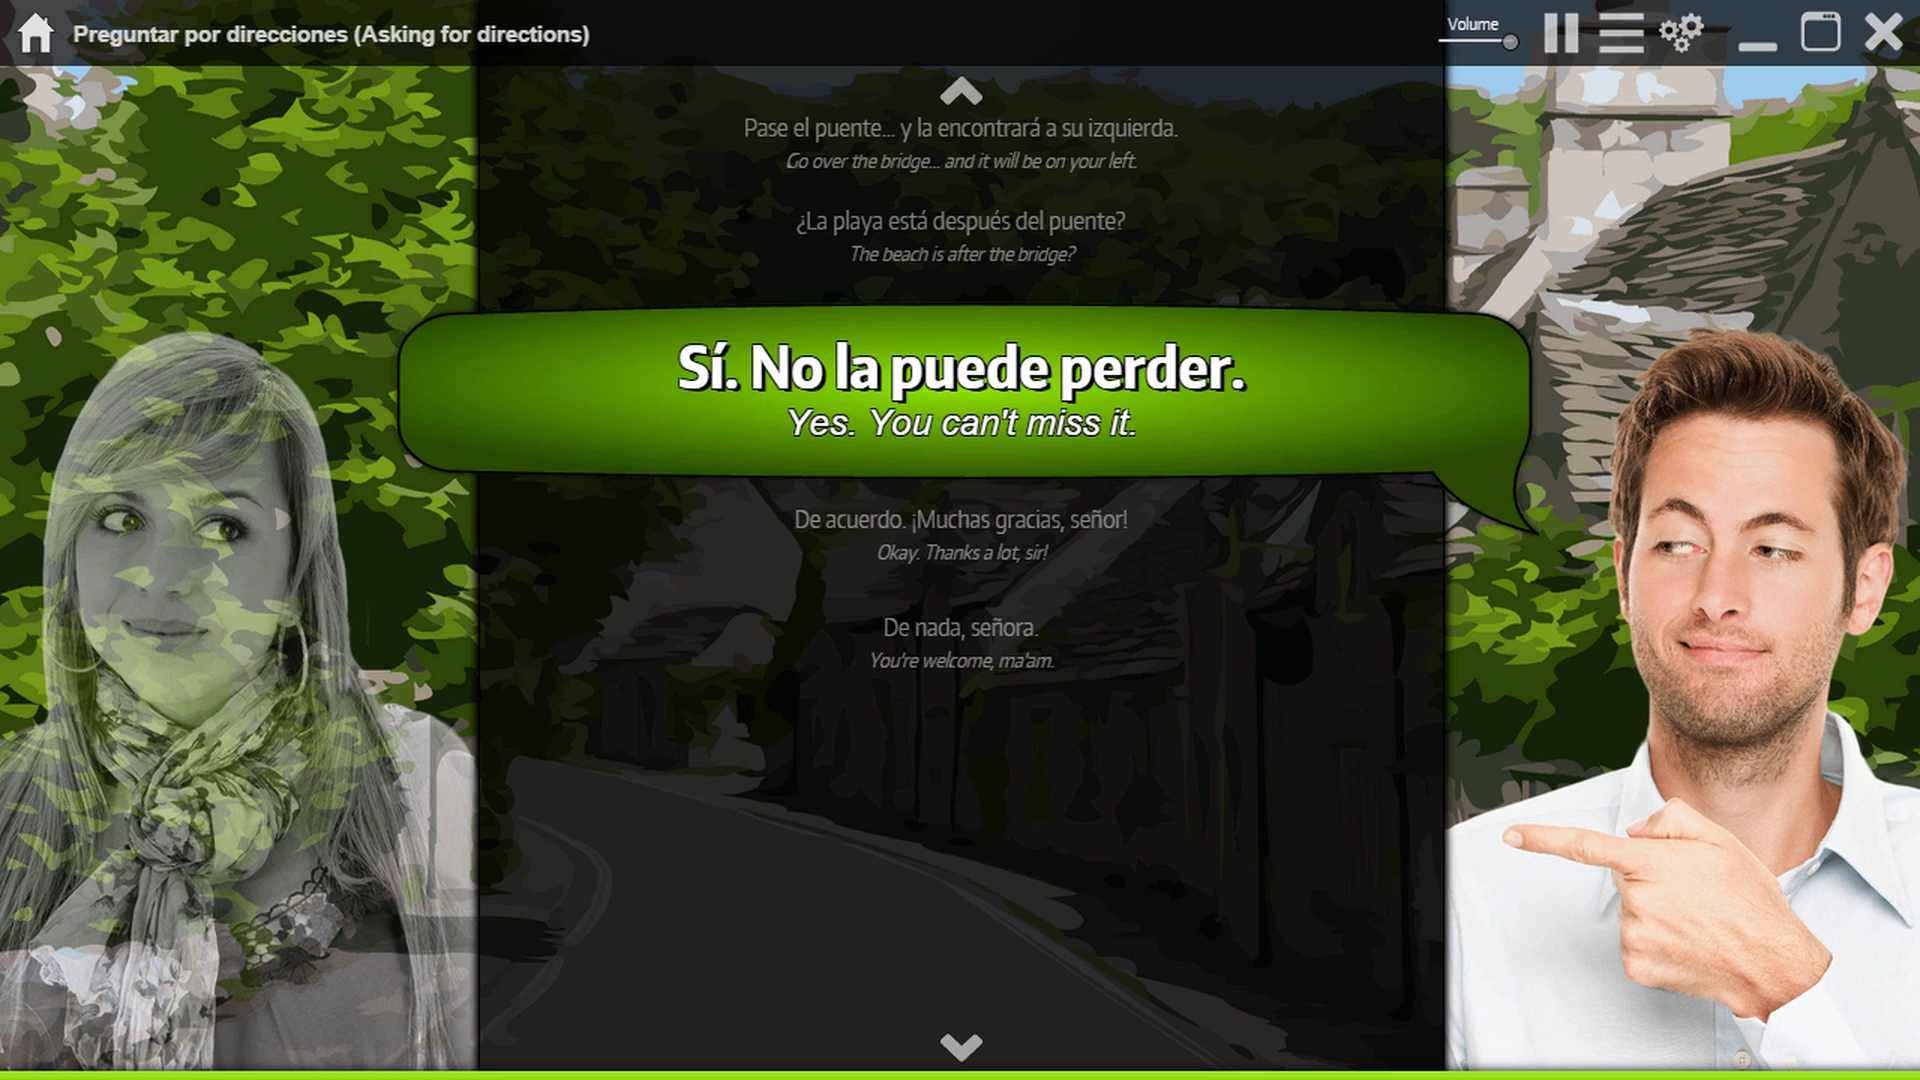 Preguntar por direcciones (Asking for directions)
Volume
Pase el puente... y la encontrará a su izquierda.
Go over the bridge... and it will be on your left.
¿La playa está después del puente?
The beach is after the bridge?
Sí. No la puede perder.
Yes. You can't miss it.
De acuerdo. ¡Muchas gracias, señor!
Okay. Thanks a lot, sir!
De nada, señora.
You're welcome, ma'am.